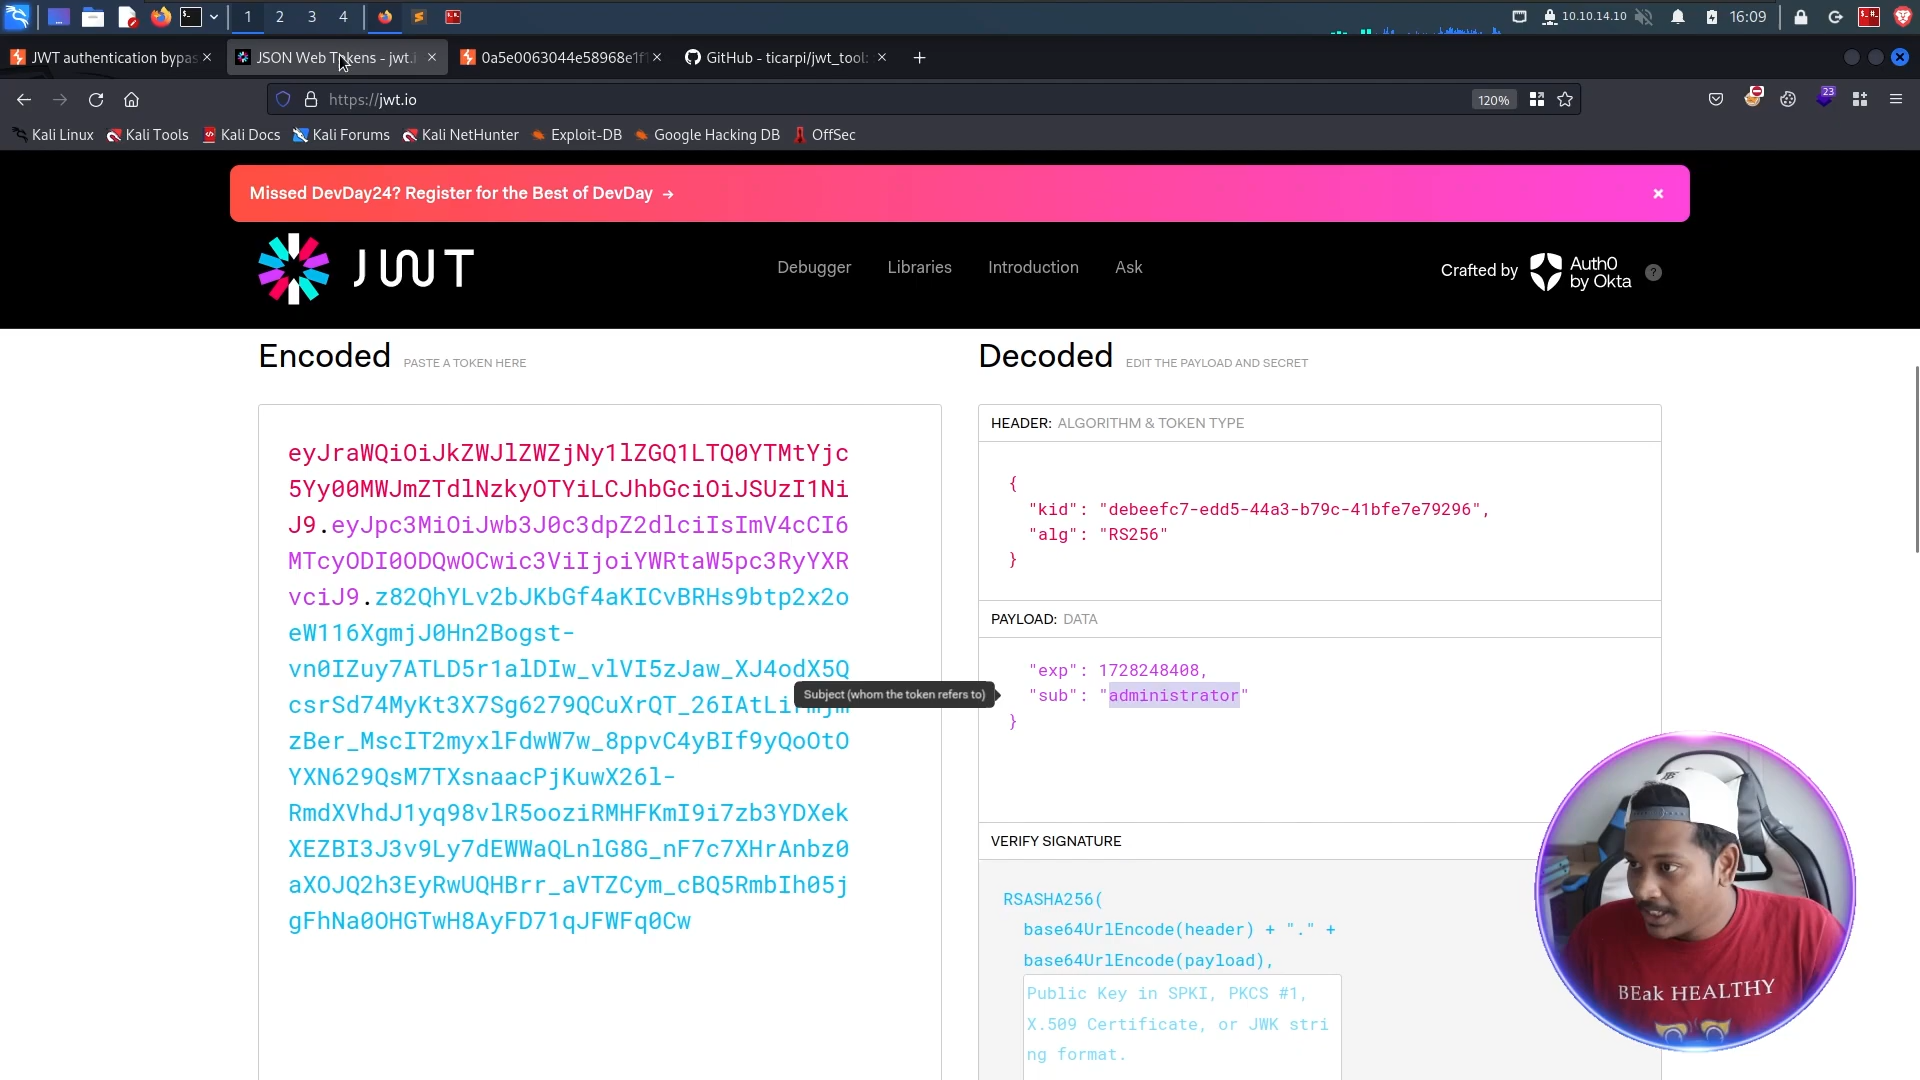 1 2 3 4 10.10.14.10 16:09
JWT authentication bypas JSON Web Tokens - jwt.i 0a5e0063044e58968e1f1 GitHub - ticarpi/jwt_tool:
https://jwt.io 120% 23
Kali Linux Kali Tools Kali Docs Kali Forums Kali NetHunter Exploit-DB Google Hacking DB OffSec
Missed DevDay24? Register for the Best of DevDay →
JWT Debugger Libraries Introduction Ask Crafted by Auth0 by Okta ?
Encoded PASTE A TOKEN HERE
eyJraWQiOiJkZWJlZWZjNy1lZGQ1LTQ0YTMtYjc
5Yy00MWJmZTdlNzkyOTYiLCJhbGciOiJSUzI1Ni
J9.eyJpc3MiOiJwb3J0c3dpZ2dlciIsImV4cCI6
MTcyODI0ODQwOCwic3ViIjoiYWRtaW5pc3RyYXR
vciJ9.z82QhYLv2bJKbGf4aKICvBRHs9btp2x2o
eW116XgmjJ0Hn2Bogst-
vn0IZuy7ATLD5r1alDIw_vlVI5zJaw_XJ4odX5Q
csrSd74MyKt3X7Sg6279QCuXrQT_26IAtLi
zBer_MscIT2myxlFdwW7w_8ppvC4yBIf9yQoOtO
YXN629QsM7TXsnaacPjKuwX26l-
RmdXVhdJ1yq98vlR5ooziRMHFKmI9i7zb3YDXek
XEZBI3J3v9Ly7dEWWaQLnlG8G_nF7c7XHrAnbz0
aXOJQ2h3EyRwUQHBrr_aVTZCym_cBQ5RmbIh05j
gFhNa0OHGTwH8AyFD71qJFWFq0Cw
Decoded EDIT THE PAYLOAD AND SECRET
HEADER: ALGORITHM & TOKEN TYPE
{
"kid": "debeefc7-edd5-44a3-b79c-41bfe7e79296",
"alg": "RS256"
}
PAYLOAD: DATA
"exp": 1728248408,
Subject (whom the token refers to)
"sub": "administrator"
}
VERIFY SIGNATURE
RSASHA256(
base64UrlEncode(header) + "." +
base64UrlEncode(payload),
Public Key in SPKI, PKCS #1,
X.509 Certificate, or JWK stri
ng format.
BEak HEALTHY